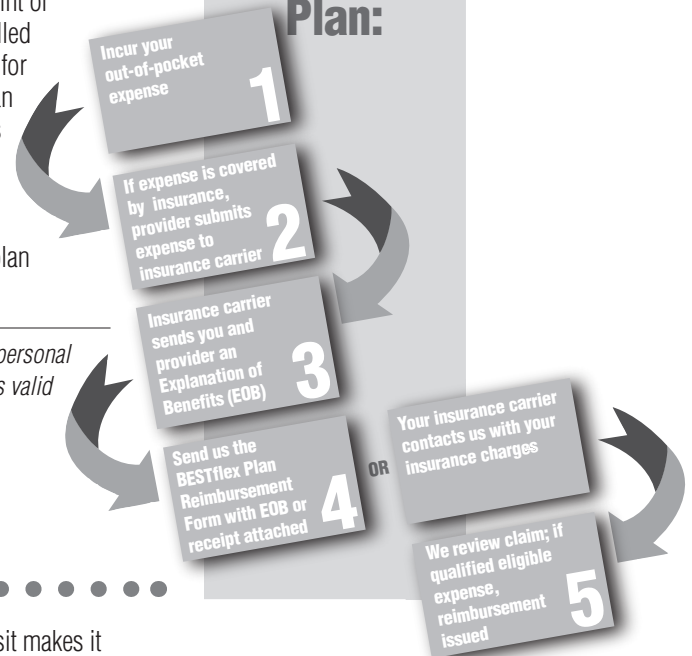 int of
lled
for
an
s
plan
personal
s valid
sit makes it
Plan:
Incur your
out-of-pocket
expense
1
If expense is covered
by insurance,
provider submits
expense to
insurance carrier
2
Insurance carrier
sends you and
provider an
Explanation of
Benefits (EOB)
3
Send us the
BESTflex Plan
Reimbursement
Form with EOB or
receipt attached
4
OR
Your insurance carrier
contacts us with your
insurance charges
We review claim; if
qualified eligible
expense,
reimbursement
issued
5